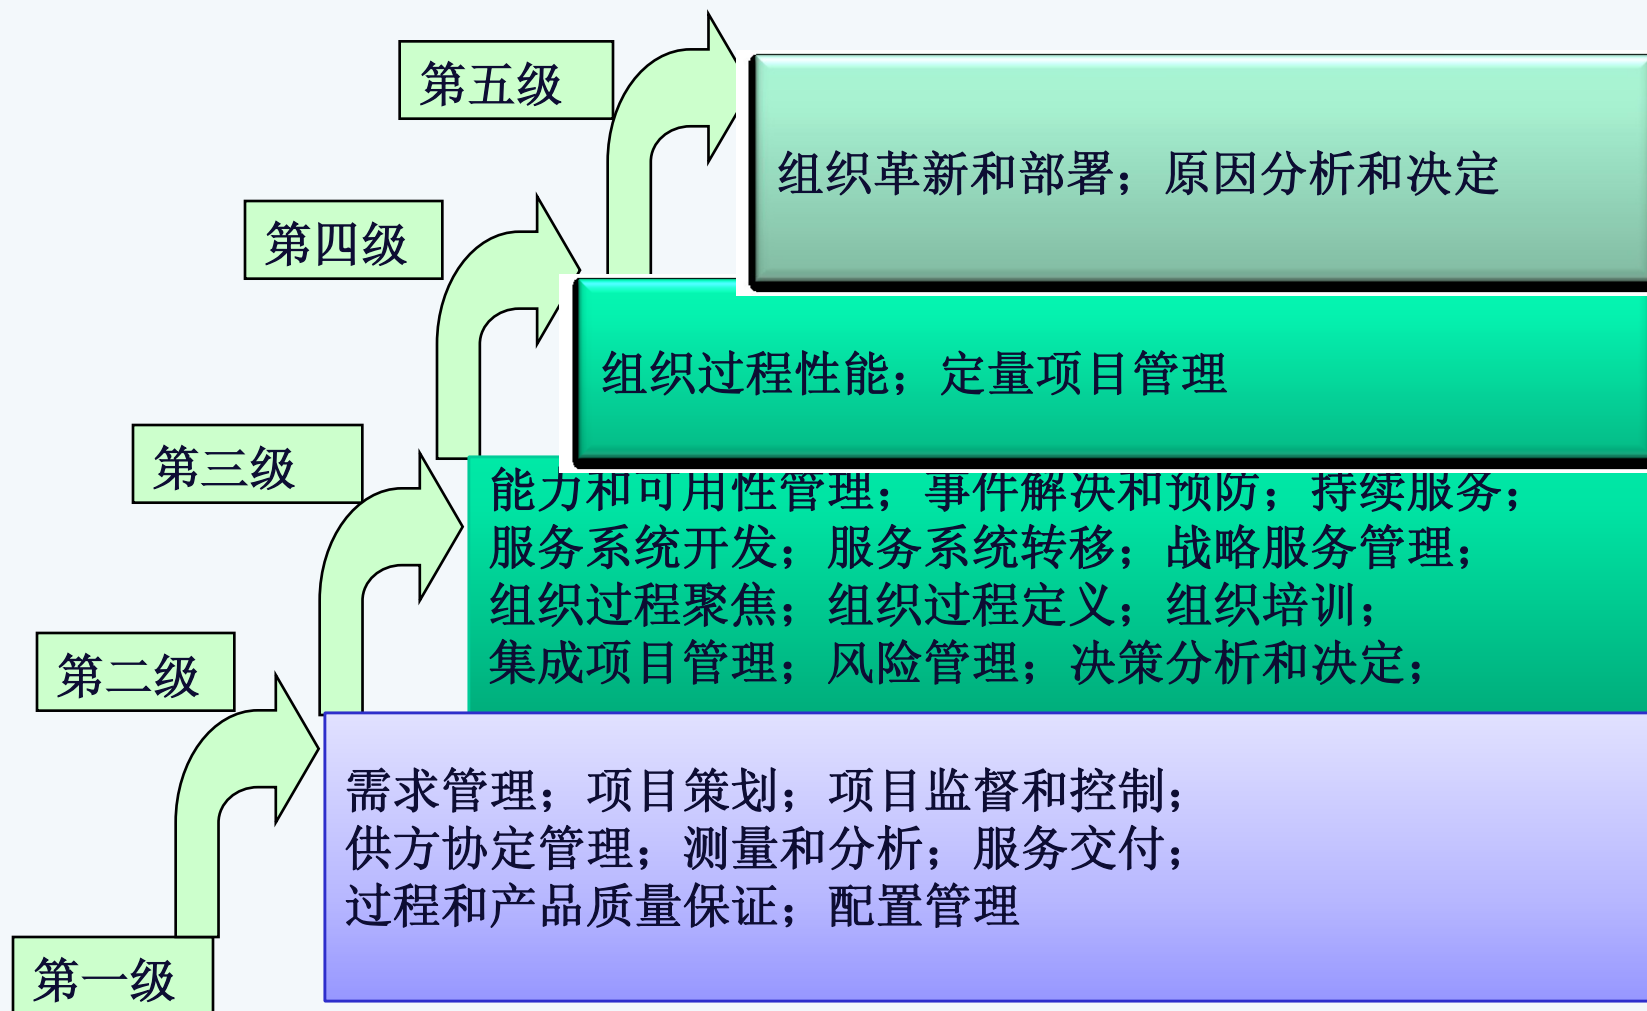 第五级
组织革新和部署；原因分析和决定
第四级
组织过程性能；定量项目管理
第三级
能力和可用性管理；事件解决和预防；持续服务；
服务系统开发；服务系统转移；战略服务管理；
组织过程聚焦；组织过程定义；组织培训；
集成项目管理；风险管理；决策分析和决定；
第二级
需求管理；项目策划；项目监督和控制；
供方协定管理；测量和分析；服务交付；
过程和产品质量保证；配置管理
第一级